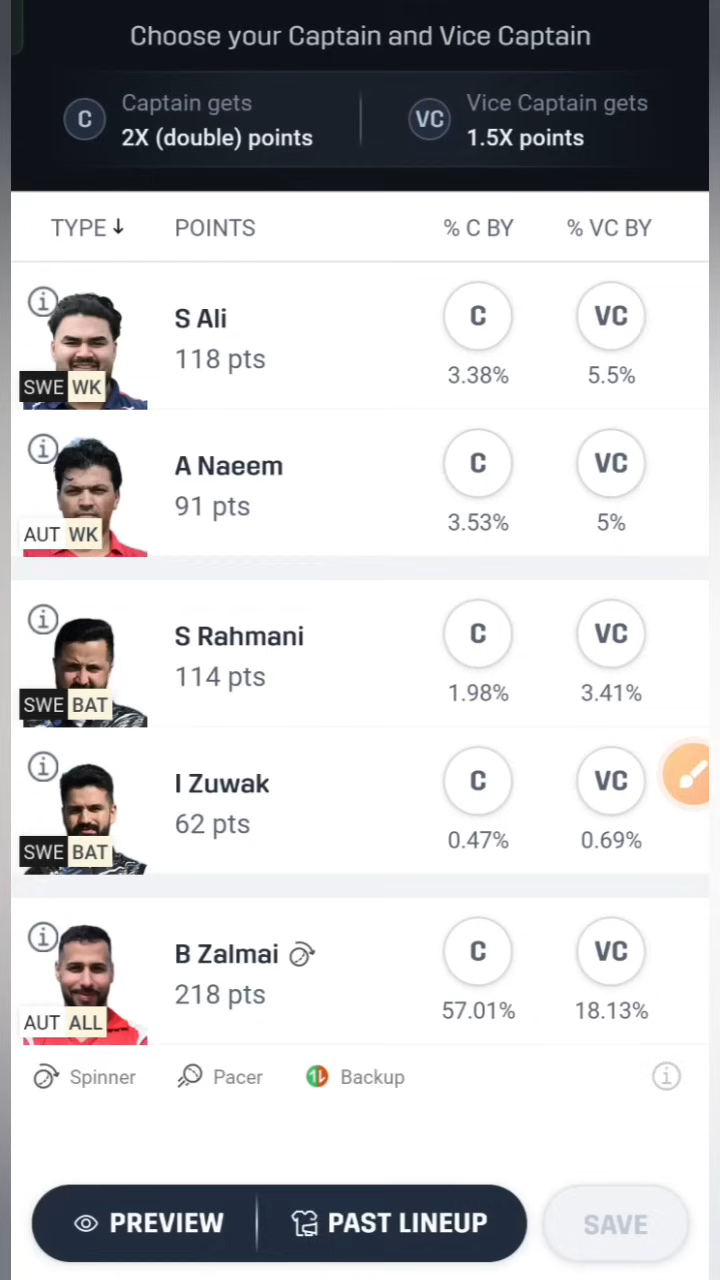 Choose your Captain and Vice Captain
C Captain gets 2X (double) points
VC Vice Captain gets 1.5X points
TYPE↓ POINTS % C BY % VC BY
S Ali
118 pts
SWE WK
C
3.38%
VC
5.5%
A Naeem
91 pts
AUT WK
C
3.53%
VC
5%
S Rahmani
114 pts
SWE BAT
C
1.98%
VC
3.41%
I Zuwak
62 pts
SWE BAT
C
0.47%
VC
0.69%
B Zalmai
218 pts
AUT ALL
C
57.01%
VC
18.13%
Spinner Pacer Backup
PREVIEW PAST LINEUP SAVE